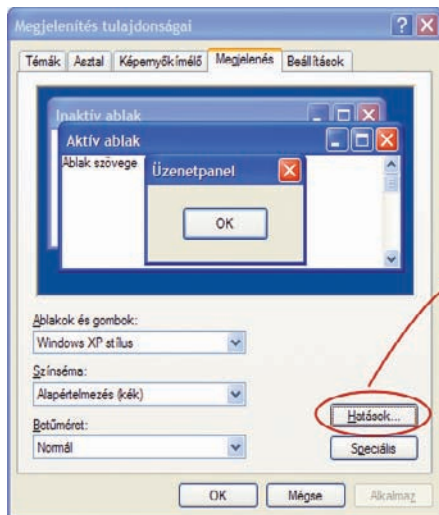 Megjelenítés tulajdonságai
Témák Asztal Képernyőkímélő Megjelenés Beállítások
Inaktív ablak
Aktív ablak
Ablak szövege
Üzenetpanel
OK
Ablakok és gombok:
Windows XP stílus
Színséma:
Alapértelmezés (kék)
Betűméret:
Normál
Hatások...
Speciális
OK Mégse Alkalmaz